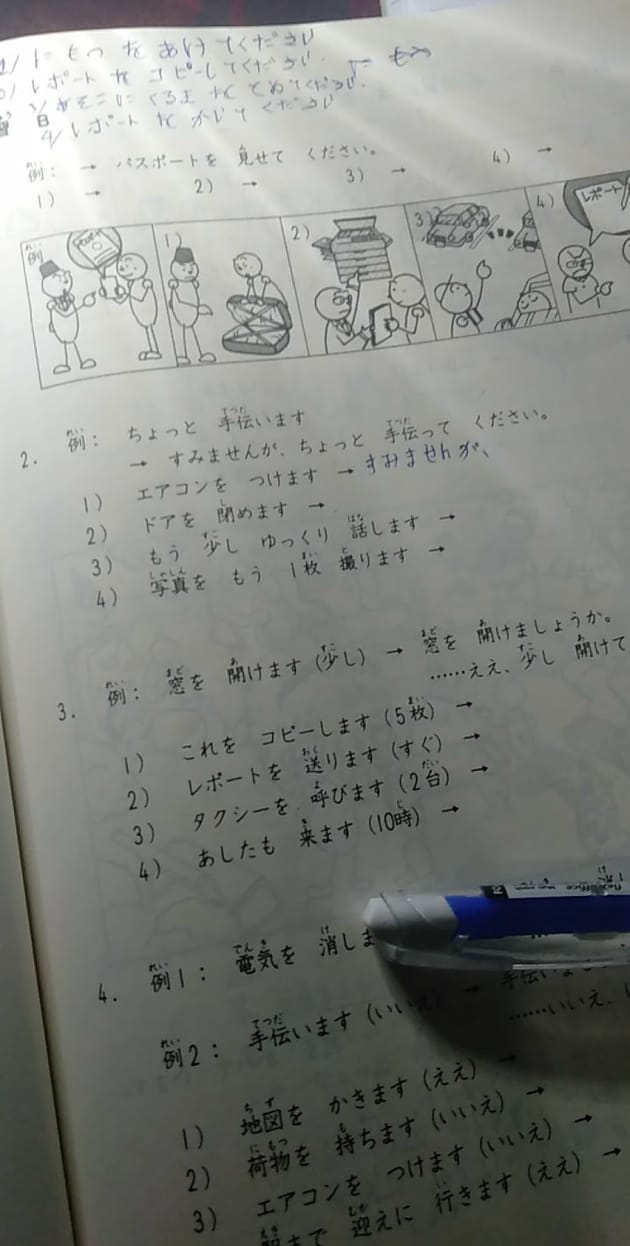 1/ にもつ を あけてください
2/ レポート を コピーしてください.
3/ あそこに くるま を とめてください.
4/ レポート を かいて ください
例: → パスポートを 見せて ください。
1) → 2) → 3) → 4) →
例 1) 2) 3) 4) レポート
2. 例: ちょっと 手伝います
→ すみませんが、ちょっと 手伝って ください。
1) エアコンを つけます → すみませんが、
2) ドアを 閉めます →
3) もう 少し ゆっくり 話します →
4) 写真を もう 1枚 撮ります →
3. 例: 窓を 開けます (少し) → 窓を 開けましょうか。
……ええ、少し 開けて
1) これを コピーします (5枚) →
2) レポートを 送ります (すぐ) →
3) タクシーを 呼びます (2台) →
4) あしたも 来ます (10時) →
4. 例1: 電気を 消しま
例2: 手伝います (いいえ) → 手伝いま
……いいえ、
1) 地図を かきます (ええ) →
2) 荷物を 持ちます (いいえ) →
3) エアコンを つけます (いいえ) →
まで 迎えに 行きます (ええ) →